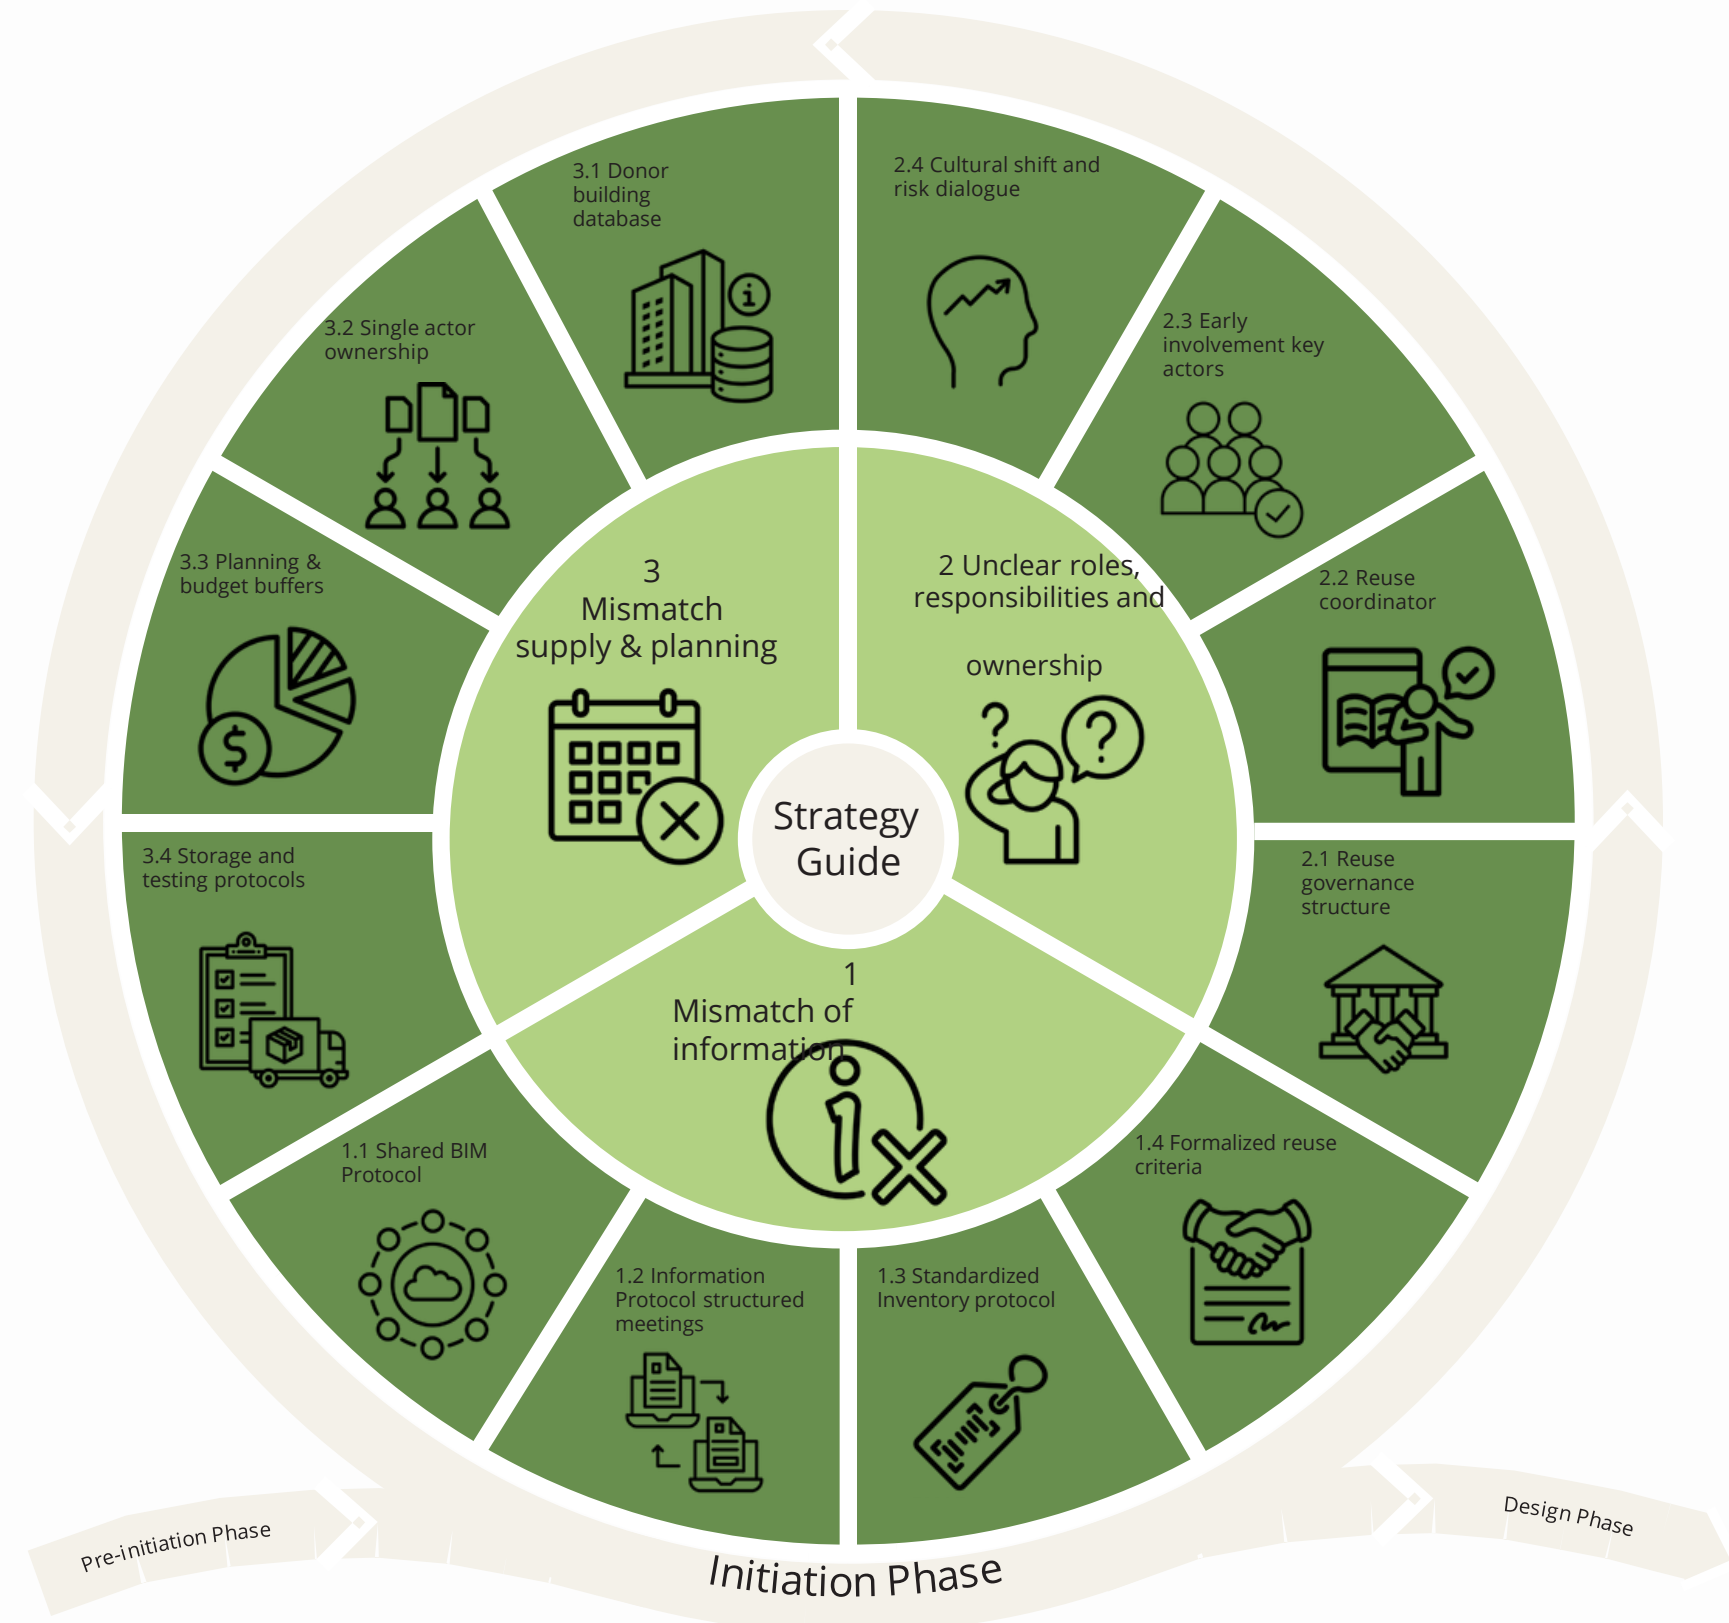 3.1 Donor
building
database
2.4 Cultural shift and
risk dialogue
3.2 Single actor
ownership
2.3 Early
involvement key
actors
3.3 Planning &
budget buffers
2.2 Reuse
coordinator
3
Mismatch
supply & planning
2 Unclear roles,
responsibilities and
ownership
Strategy
Guide
3.4 Storage and
testing protocols
2.1 Reuse
governance
structure
1
Mismatch of
information
1.1 Shared BIM
Protocol
1.4 Formalized reuse
criteria
1.2 Information
Protocol structured
meetings
1.3 Standardized
Inventory protocol
Pre-initiation Phase
Initiation Phase
Design Phase